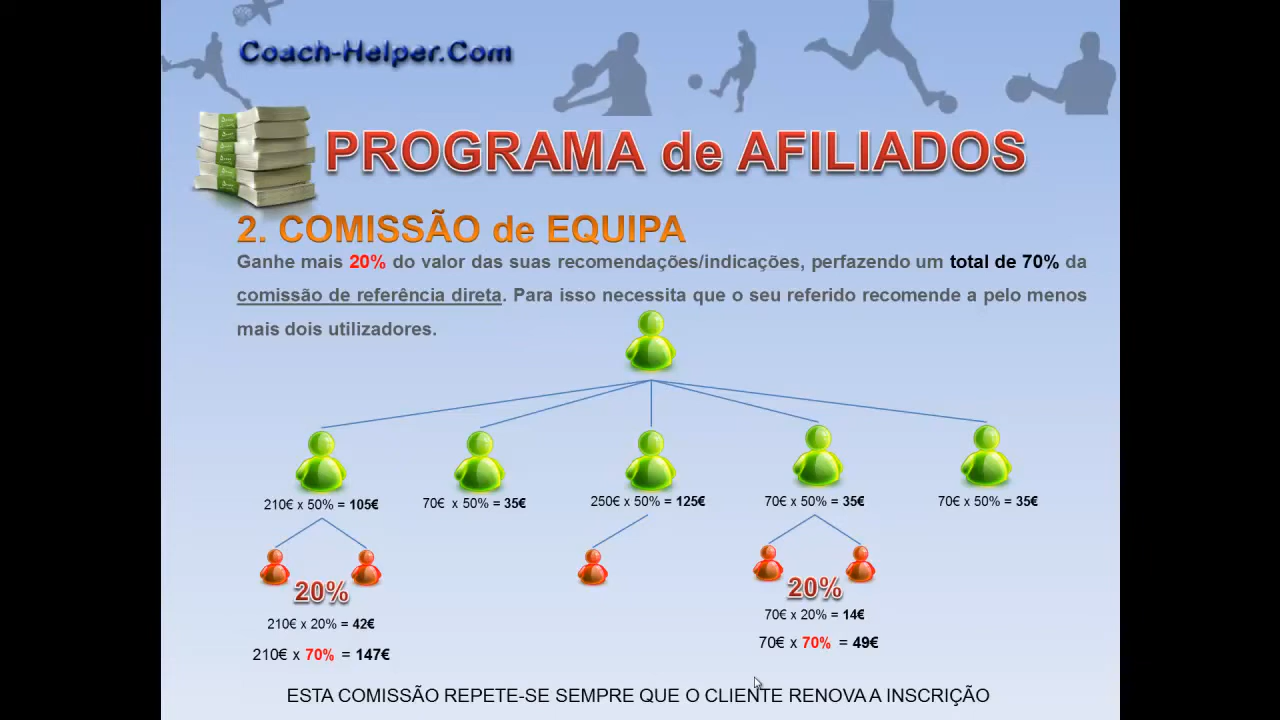 Coach-Helper.Com
PROGRAMA de AFILIADOS
2. COMISSÃO de EQUIPA
Ganhe mais 20% do valor das suas recomendações/indicações, perfazendo um total de 70% da
comissão de referência direta. Para isso necessita que o seu referido recomende a pelo menos
mais dois utilizadores.
210€ x 50% = 105€
70€ x 50% = 35€
250€ x 50% = 125€
70€ x 50% = 35€
70€ x 50% = 35€
20%
20%
210€ x 20% = 42€
70€ x 20% = 14€
210€ x 70% = 147€
70€ x 70% = 49€
ESTA COMISSÃO REPETE-SE SEMPRE QUE O CLIENTE RENOVA A INSCRIÇÃO